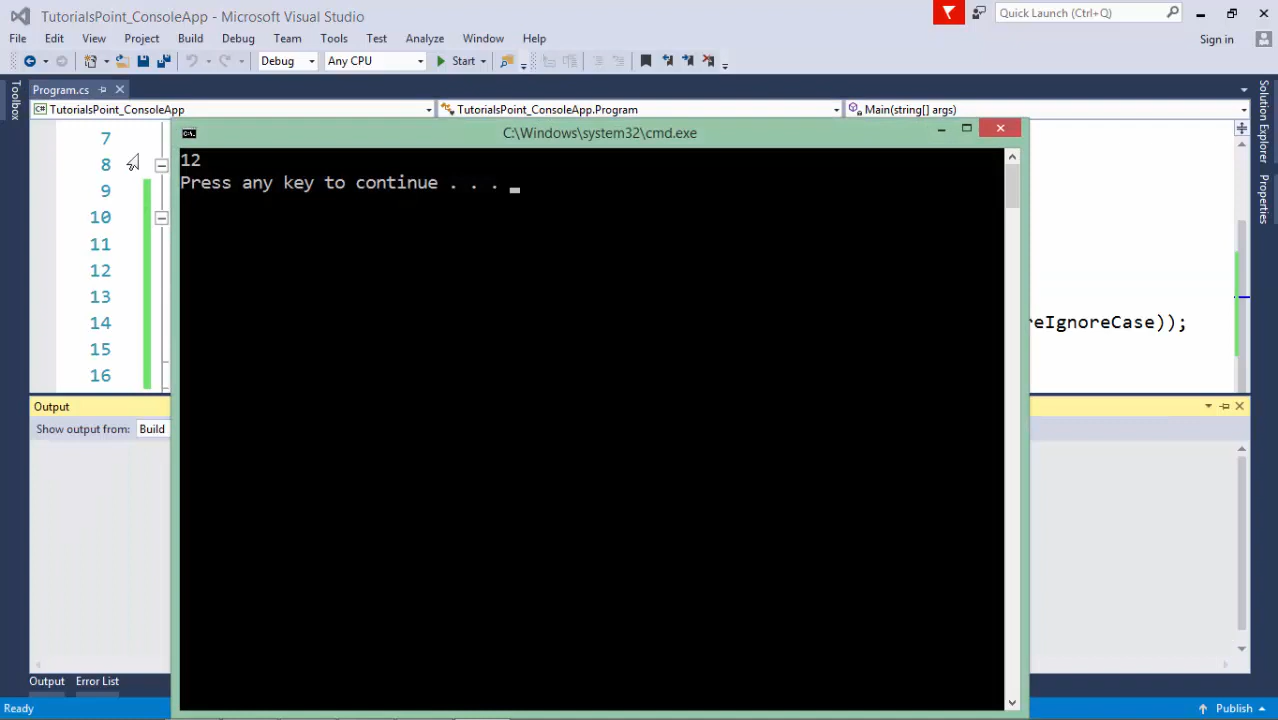 TutorialsPoint_ConsoleApp - Microsoft Visual Studio
Quick Launch (Ctrl+Q)
File Edit View Project Build Debug Team Tools Test Analyze Window Help
Sign in
Debug Any CPU Start
Toolbox
Program.cs
TutorialsPoint_ConsoleApp TutorialsPoint_ConsoleApp.Program Main(string[] args)
Solution Explorer
Properties
C:\Windows\system32\cmd.exe
12
Press any key to continue . . .
7
8
9
10
11
12
13
14 reIgnoreCase));
15
16
Output
Show output from: Build
Output Error List
Ready
Publish